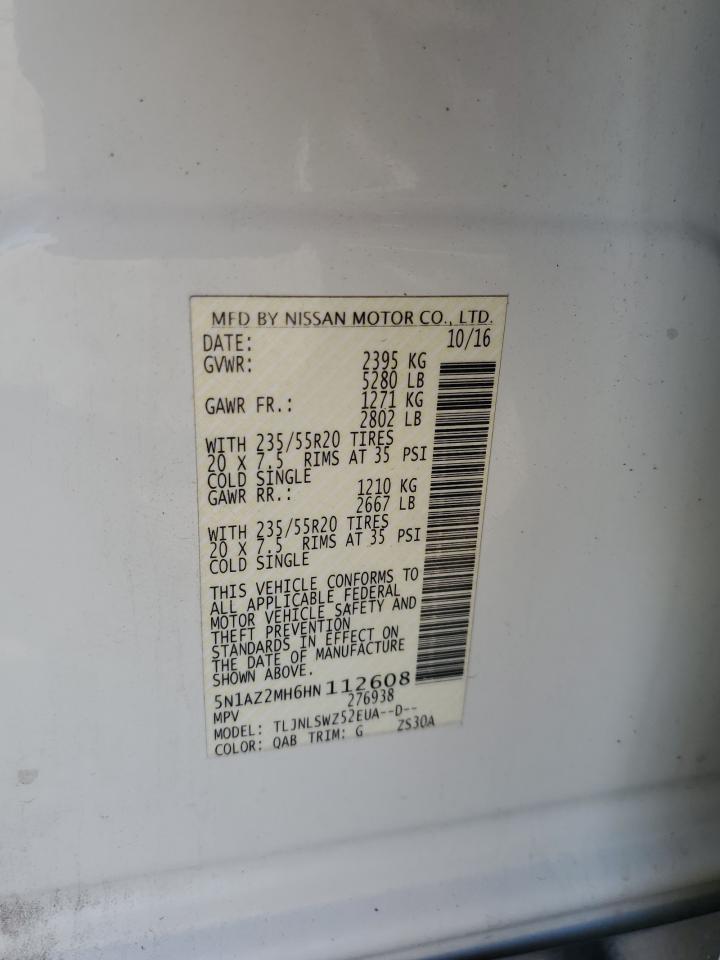 MFD BY NISSAN MOTOR CO., LTD.
DATE: 10/16
GVWR: 2395 KG
5280 LB
GAWR FR.: 1271 KG
2802 LB
WITH 235/55R20 TIRES
20 X 7.5 RIMS AT 35 PSI
COLD SINGLE
GAWR RR.: 1210 KG
2667 LB
WITH 235/55R20 TIRES
20 X 7.5 RIMS AT 35 PSI
COLD SINGLE
THIS VEHICLE CONFORMS TO
ALL APPLICABLE FEDERAL
MOTOR VEHICLE SAFETY AND
THEFT PREVENTION
STANDARDS IN EFFECT ON
THE DATE OF MANUFACTURE
SHOWN ABOVE.
5N1AZ2MH6HN112608
MPV 276938
MODEL: TLJNLSWZ52EUA--D--
COLOR: QAB TRIM: G ZS30A